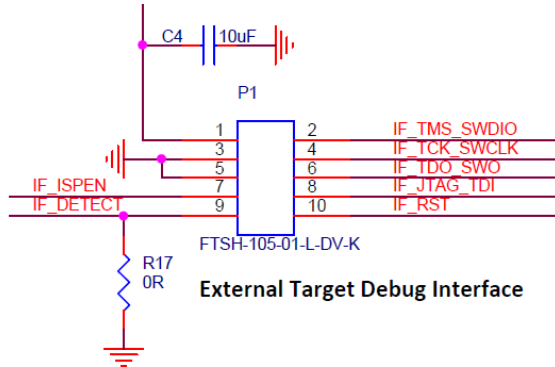 C4 10uF
P1
1 2 IF_TMS_SWDIO
3 4 IF_TCK_SWCLK
5 6 IF_TDO_SWO
IF_ISPEN 7 8 IF_JTAG_TDI
IF_DETECT 9 10 IF_RST
FTSH-105-01-L-DV-K
R17
0R
External Target Debug Interface